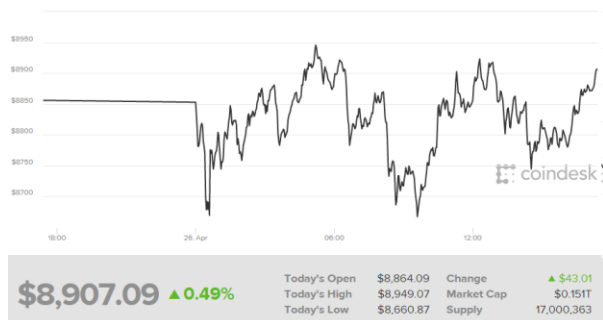 $8950
$8900
$8850
$8800
$8750
$8700
coindesk
18:00
26. Apr
06:00
12:00
$8,907.09 ▲ 0.49%
Today's Open $8,864.09 Change ▲ $43.01
Today's High $8,949.07 Market Cap $0.151T
Today's Low $8,660.87 Supply 17,000,363